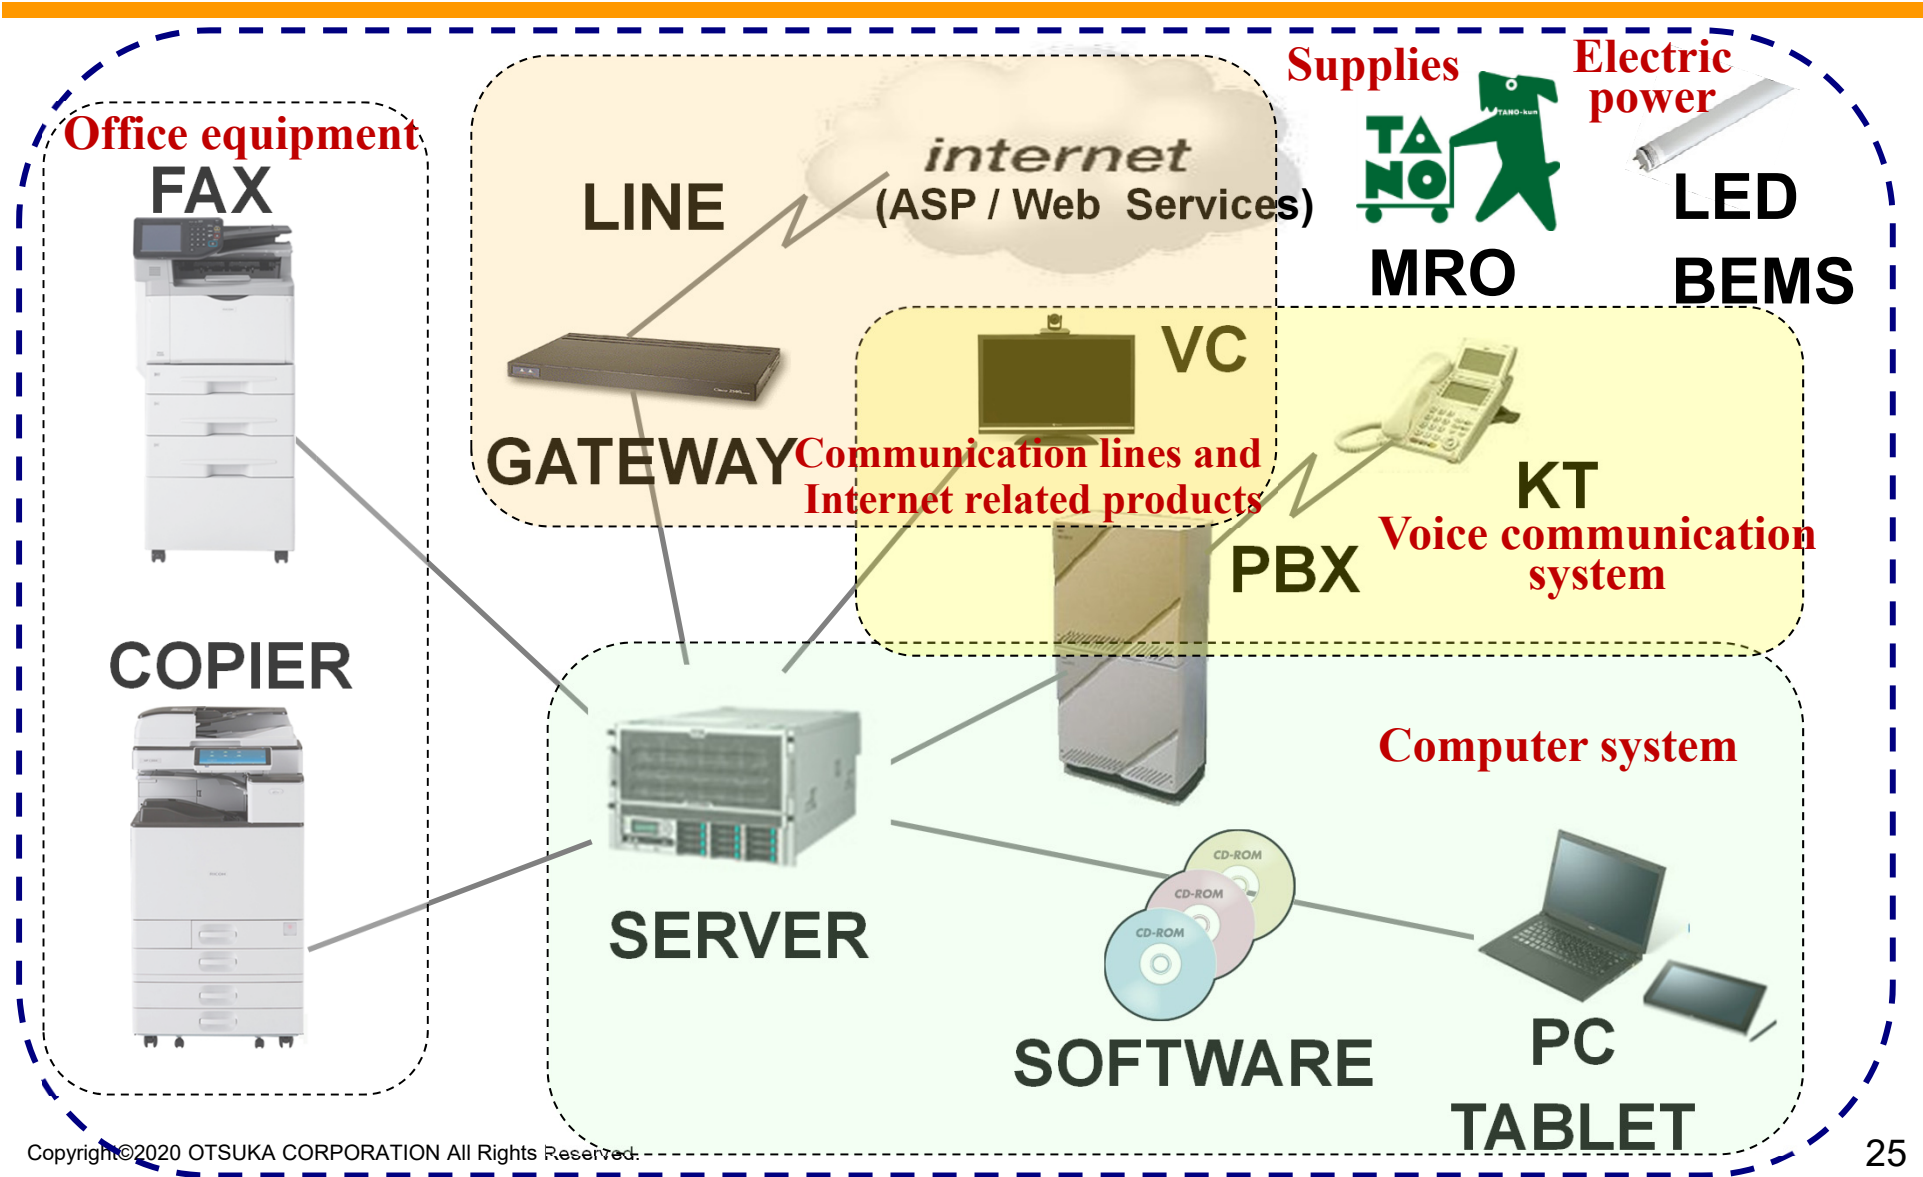 Supplies
Electric
power
Office equipment
FAX
LINE
internet
(ASP / Web Services)
TANO-kun
TA
NO
MRO
LED
BEMS
VC
GATEWAY
Communication lines and
Internet related products
KT
Voice communication
system
PBX
COPIER
Computer system
SERVER
CD-ROM
CD-ROM
CD-ROM
SOFTWARE
PC
TABLET
Copyright©2020 OTSUKA CORPORATION All Rights Reserved.
25